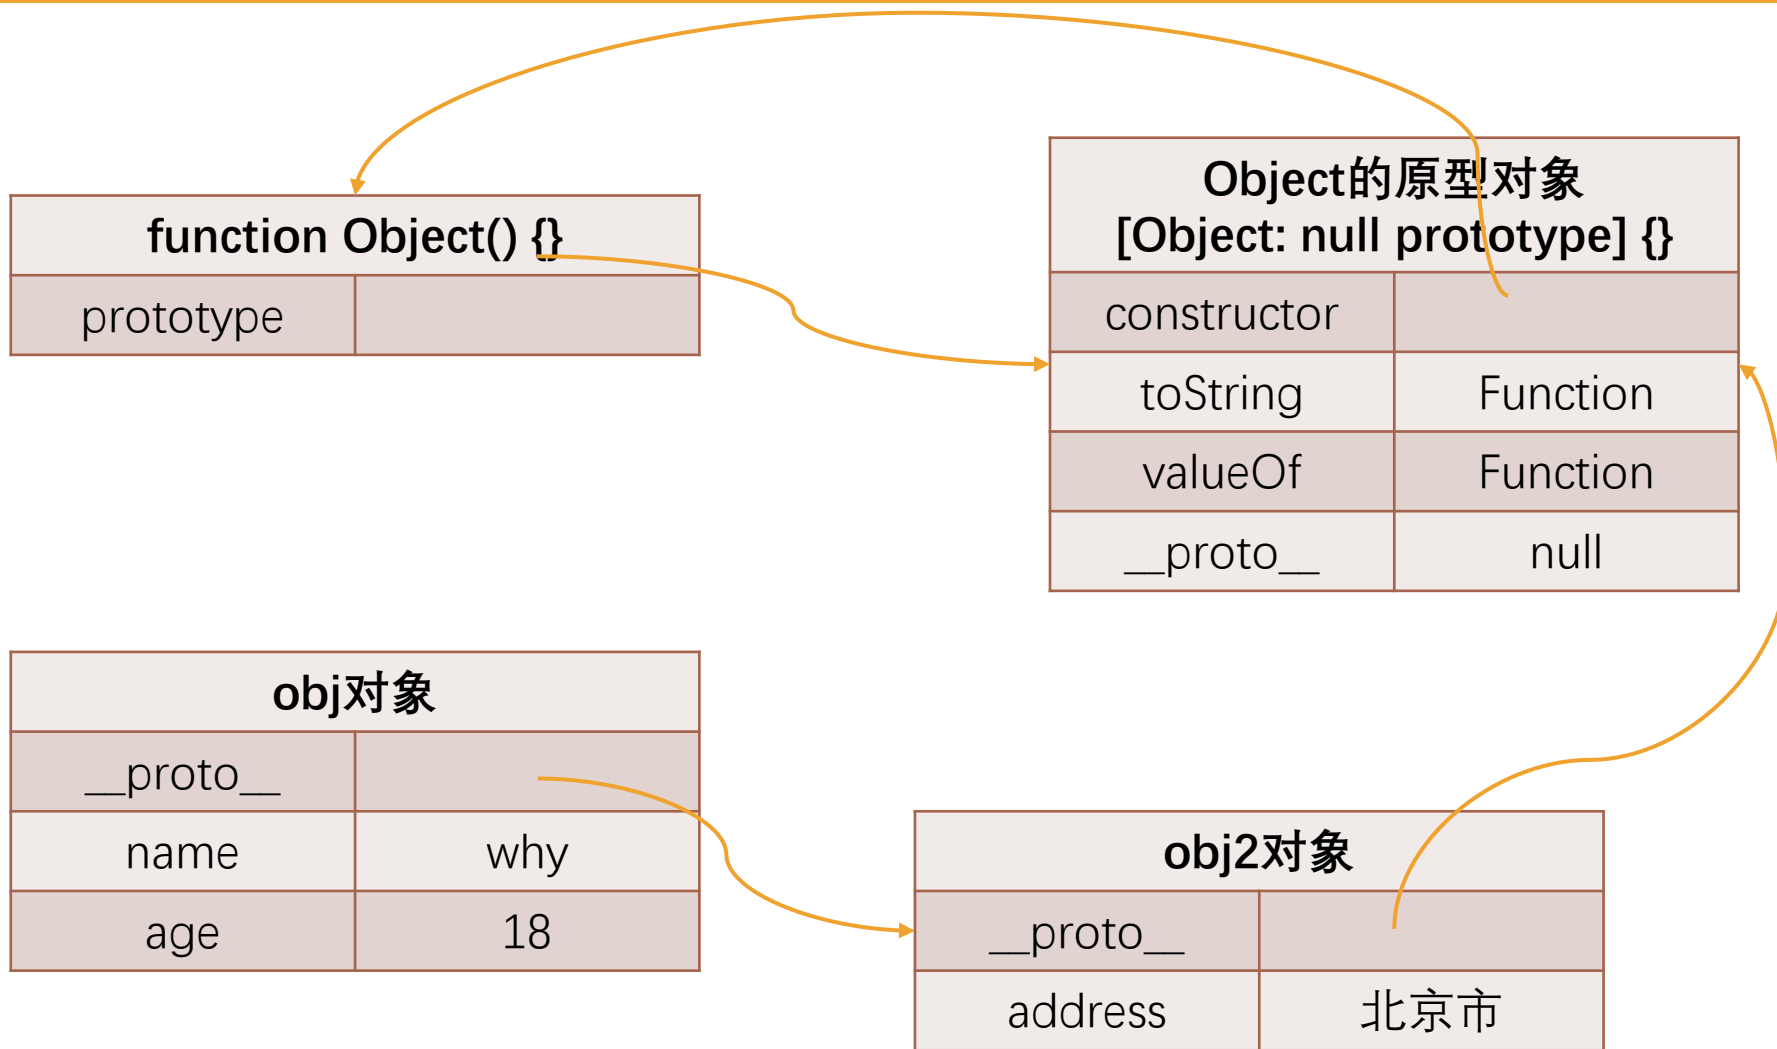 function Object() {}
prototype
Object的原型对象
[Object: null prototype] {}
constructor
toString Function
valueOf Function
__proto__ null
obj对象
__proto__
name why
age 18
obj2对象
__proto__
address 北京市